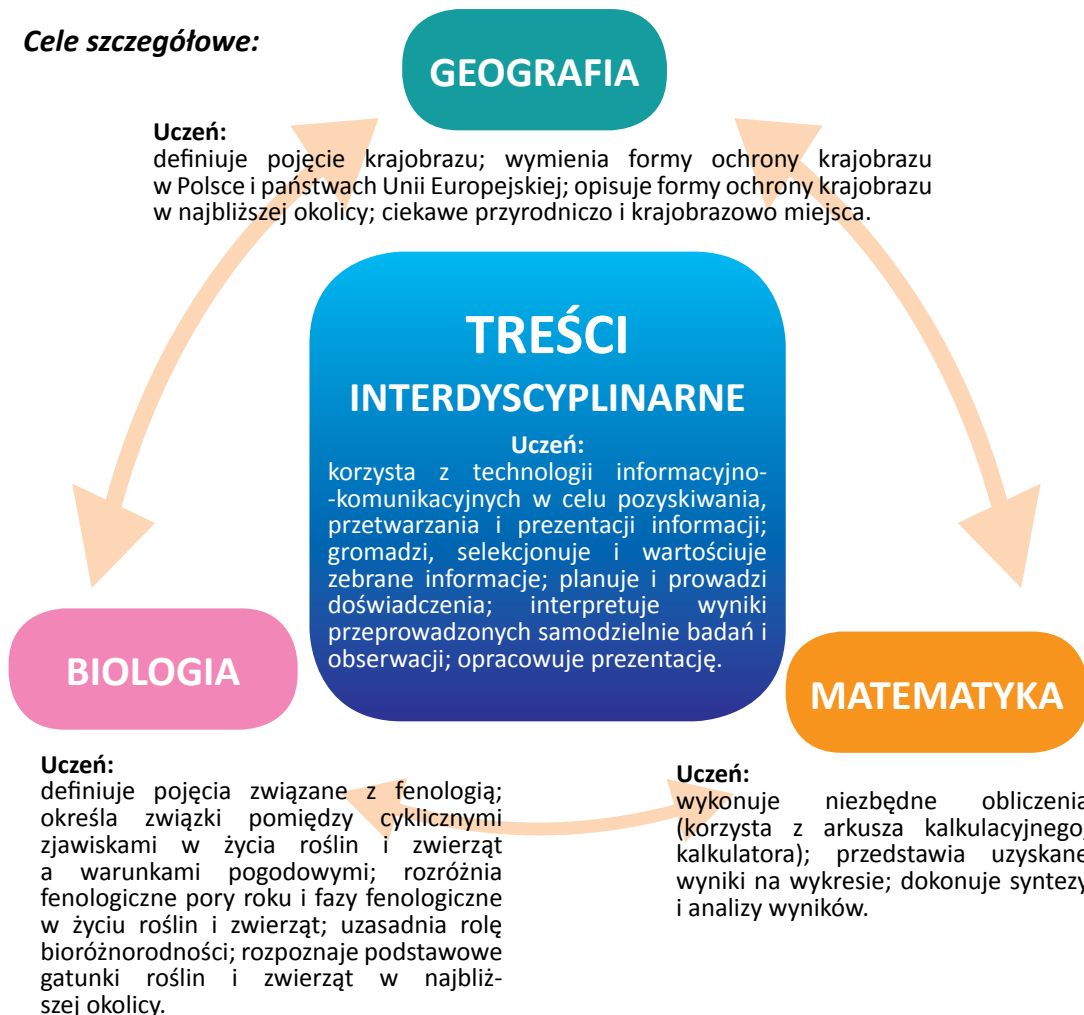 Cele szczegółowe:
GEOGRAFIA
Uczeń:
definiuje pojęcie krajobrazu; wymienia formy ochrony krajobrazu
w Polsce i państwach Unii Europejskiej; opisuje formy ochrony krajobrazu
w najbliższej okolicy; ciekawe przyrodniczo i krajobrazowo miejsca.
TREŚCI
INTERDYSCYPLINARNE
Uczeń:
korzysta z technologii informacyjno-
-komunikacyjnych w celu pozyskiwania,
przetwarzania i prezentacji informacji;
gromadzi, selekcjonuje i wartościuje
zebrane informacje; planuje i prowadzi
doświadczenia; interpretuje wyniki
przeprowadzonych samodzielnie badań i
obserwacji; opracowuje prezentację.
BIOLOGIA
Uczeń:
definiuje pojęcia związane z fenologią;
określa związki pomiędzy cyklicznymi
zjawiskami w życia roślin i zwierząt
a warunkami pogodowymi; rozróżnia
fenologiczne pory roku i fazy fenologiczne
w życiu roślin i zwierząt; uzasadnia rolę
bioróżnorodności; rozpoznaje podstawowe
gatunki roślin i zwierząt w najbliż-
szej okolicy.
MATEMATYKA
Uczeń:
wykonuje niezbędne obliczenia
(korzysta z arkusza kalkulacyjnego,
kalkulatora); przedstawia uzyskane
wyniki na wykresie; dokonuje syntezy
i analizy wyników.